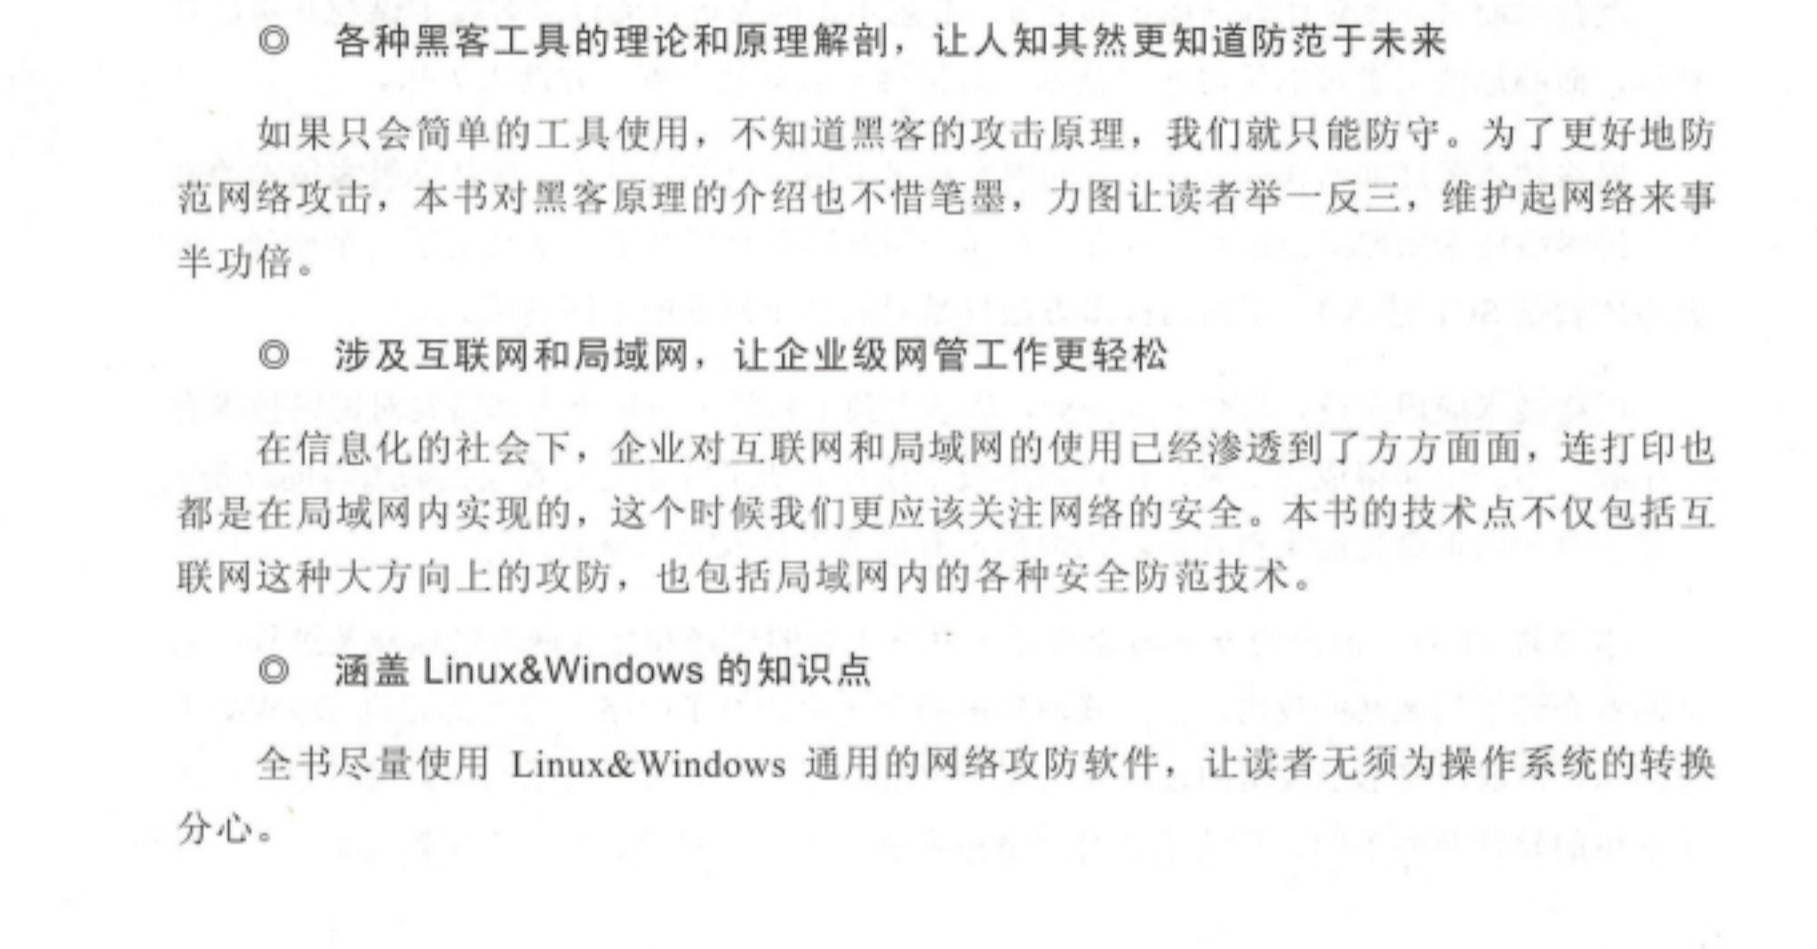 ◎ 各种黑客工具的理论和原理解剖，让人知其然更知道防范于未来
如果只会简单的工具使用，不知道黑客的攻击原理，我们就只能防守。为了更好地防
范网络攻击，本书对黑客原理的介绍也不惜笔墨，力图让读者举一反三，维护起网络来事
半功倍。
◎ 涉及互联网和局域网，让企业级网管工作更轻松
在信息化的社会下，企业对互联网和局域网的使用已经渗透到了方方面面，连打印也
都是在局域网内实现的，这个时候我们更应该关注网络的安全。本书的技术点不仅包括互
联网这种大方向上的攻防，也包括局域网内的各种安全防范技术。
◎ 涵盖 Linux&Windows 的知识点
全书尽量使用 Linux&Windows 通用的网络攻防软件，让读者无须为操作系统的转换
分心。